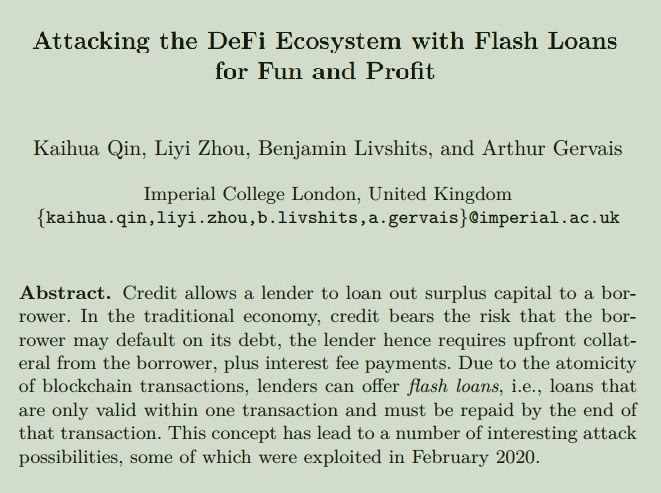 Attacking the DeFi Ecosystem with Flash Loans
for Fun and Profit
Kaihua Qin, Liyi Zhou, Benjamin Livshits, and Arthur Gervais
Imperial College London, United Kingdom
{kaihua.qin,liyi.zhou,b.livshits,a.gervais}@imperial.ac.uk
Abstract. Credit allows a lender to loan out surplus capital to a bor-
rower. In the traditional economy, credit bears the risk that the bor-
rower may default on its debt, the lender hence requires upfront collat-
eral from the borrower, plus interest fee payments. Due to the atomicity
of blockchain transactions, lenders can offer flash loans, i.e., loans that
are only valid within one transaction and must be repaid by the end of
that transaction. This concept has lead to a number of interesting attack
possibilities, some of which were exploited in February 2020.